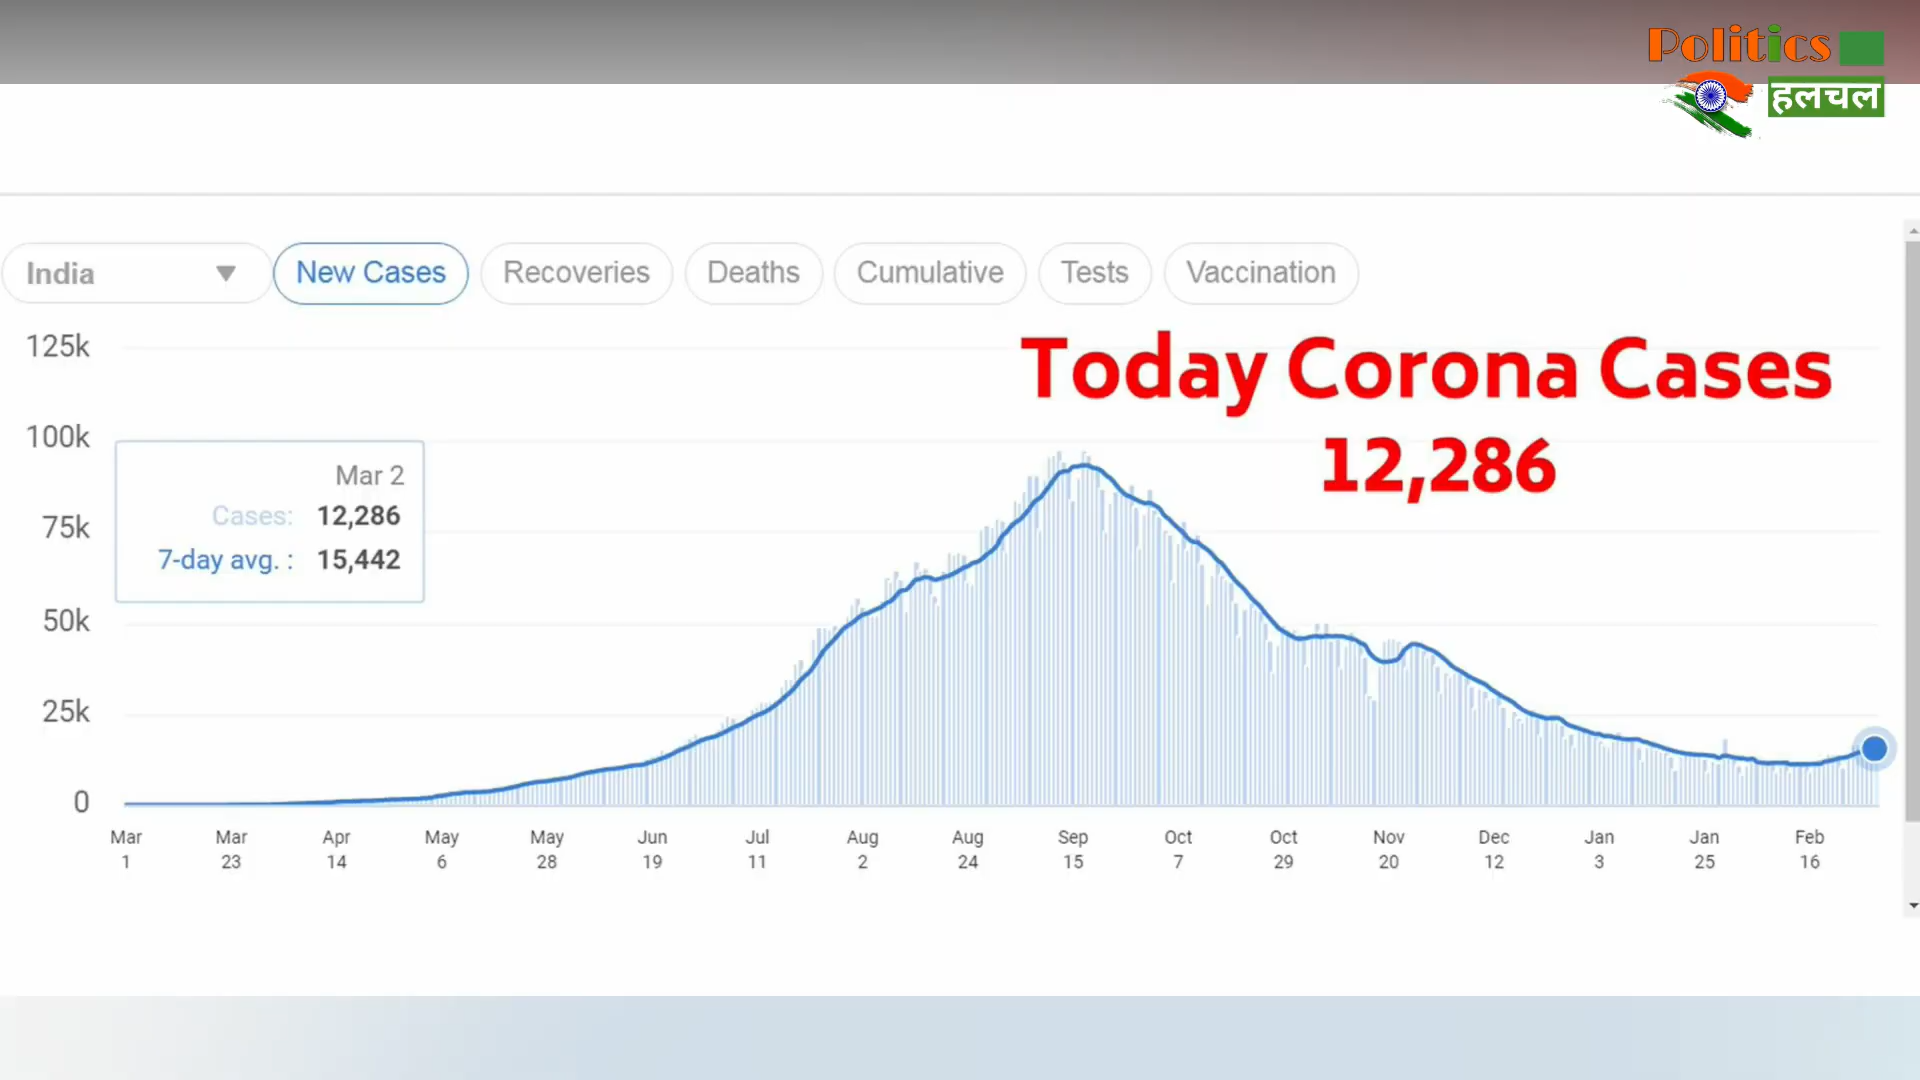 Politics
हलचल
India
New Cases
Recoveries
Deaths
Cumulative
Tests
Vaccination
Today Corona Cases
12,286
125k
100k
75k
50k
25k
0
Mar 2
Cases: 12,286
7-day avg. : 15,442
Mar 1
Mar 23
Apr 14
May 6
May 28
Jun 19
Jul 11
Aug 2
Aug 24
Sep 15
Oct 7
Oct 29
Nov 20
Dec 12
Jan 3
Jan 25
Feb 16